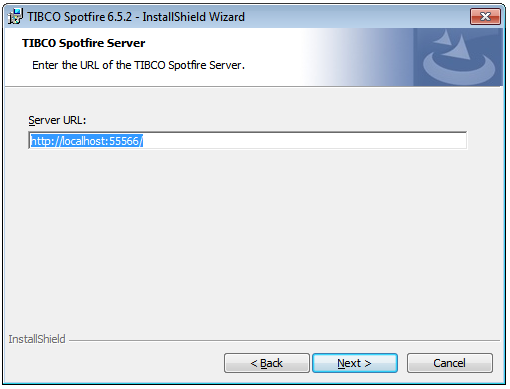 TIBCO Spotfire 6.5.2 - InstallShield Wizard
TIBCO Spotfire Server
Enter the URL of the TIBCO Spotfire Server.
Server URL:
http://localhost:55566/
InstallShield
< Back
Next >
Cancel